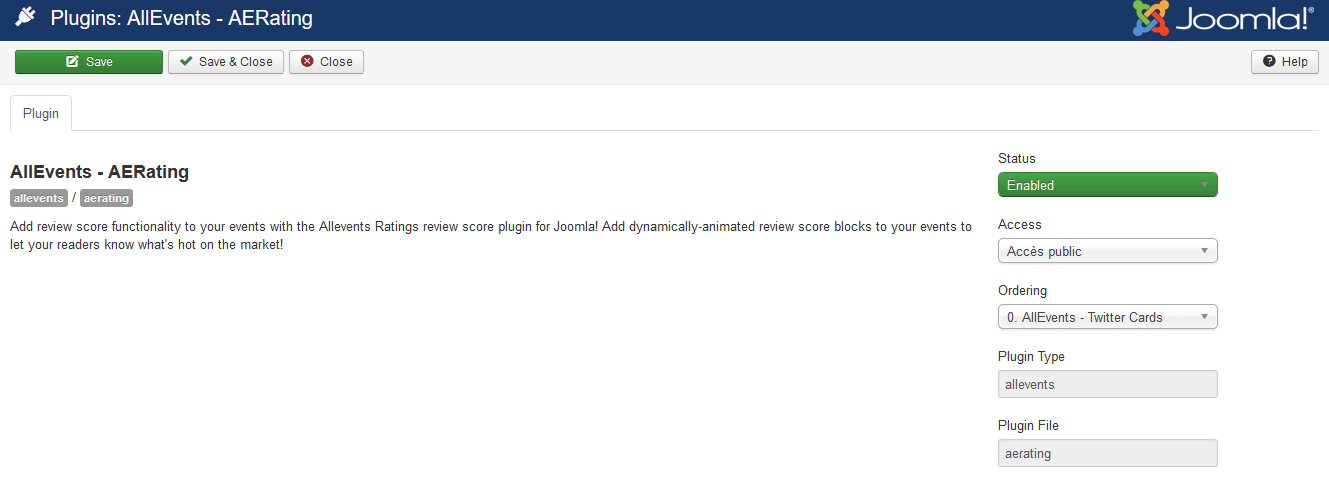 Plugins: AllEvents - AERating
Joomla!®
Save
Save & Close
Close
Help
Plugin
AllEvents - AERating
allevents / aerating
Add review score functionality to your events with the Allevents Ratings review score plugin for Joomla! Add dynamically-animated review score blocks to your events to
let your readers know what's hot on the market!
Status
Enabled
Access
Accès public
Ordering
0. AllEvents - Twitter Cards
Plugin Type
allevents
Plugin File
aerating